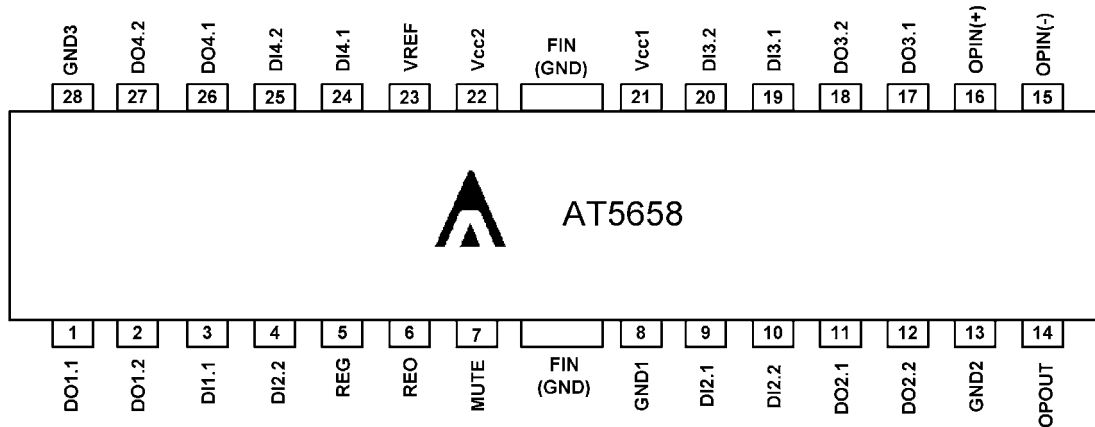 GND3 DO4.2 DO4.1 DI4.2 DI4.1 VREF Vcc2 FIN (GND) Vcc1 DI3.2 DI3.1 DO3.2 DO3.1 OPIN(+) OPIN(-)
28 27 26 25 24 23 22 21 20 19 18 17 16 15
AT5658
1 2 3 4 5 6 7 8 9 10 11 12 13 14
DO1.1 DO1.2 DI1.1 DI2.2 REG REO MUTE FIN (GND) GND1 DI2.1 DI2.2 DO2.1 DO2.2 GND2 OPOUT